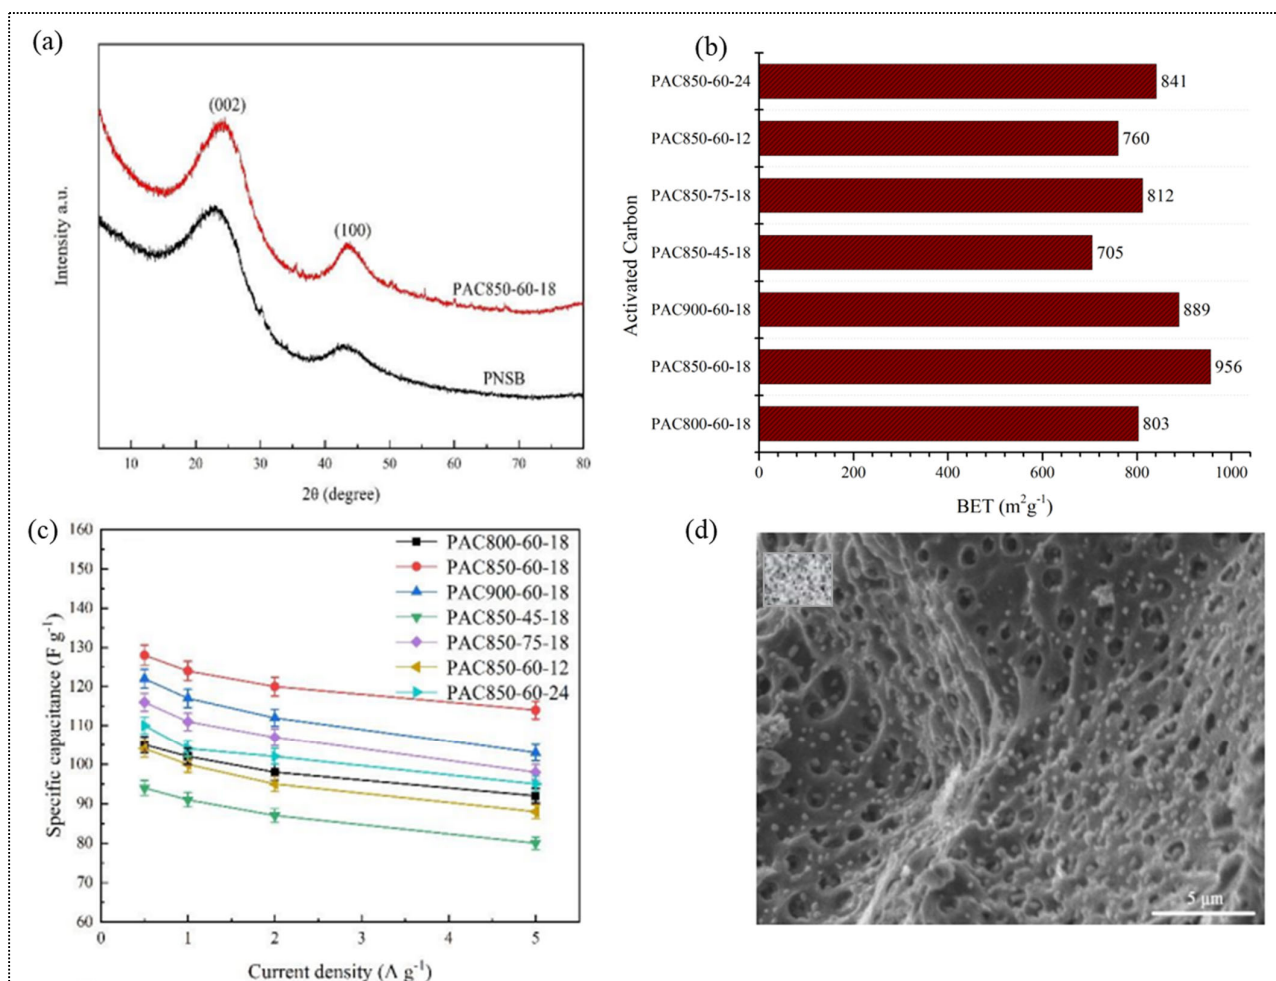 (a)
(002)
(100)
PAC850-60-18
PNSB
Intensity a.u.
10 20 30 40 50 60 70 80
2θ (degree)
(b)
Activated Carbon
PAC850-60-24 841
PAC850-60-12 760
PAC850-75-18 812
PAC850-45-18 705
PAC900-60-18 889
PAC850-60-18 956
PAC800-60-18 803
0 200 400 600 800 1000
BET (m²g⁻¹)
(c)
Specific capacitance (F g⁻¹)
160
150
140
130
120
110
100
90
80
70
60
PAC800-60-18
PAC850-60-18
PAC900-60-18
PAC850-45-18
PAC850-75-18
PAC850-60-12
PAC850-60-24
0 1 2 3 4 5
Current density (A g⁻¹)
(d)
5 μm